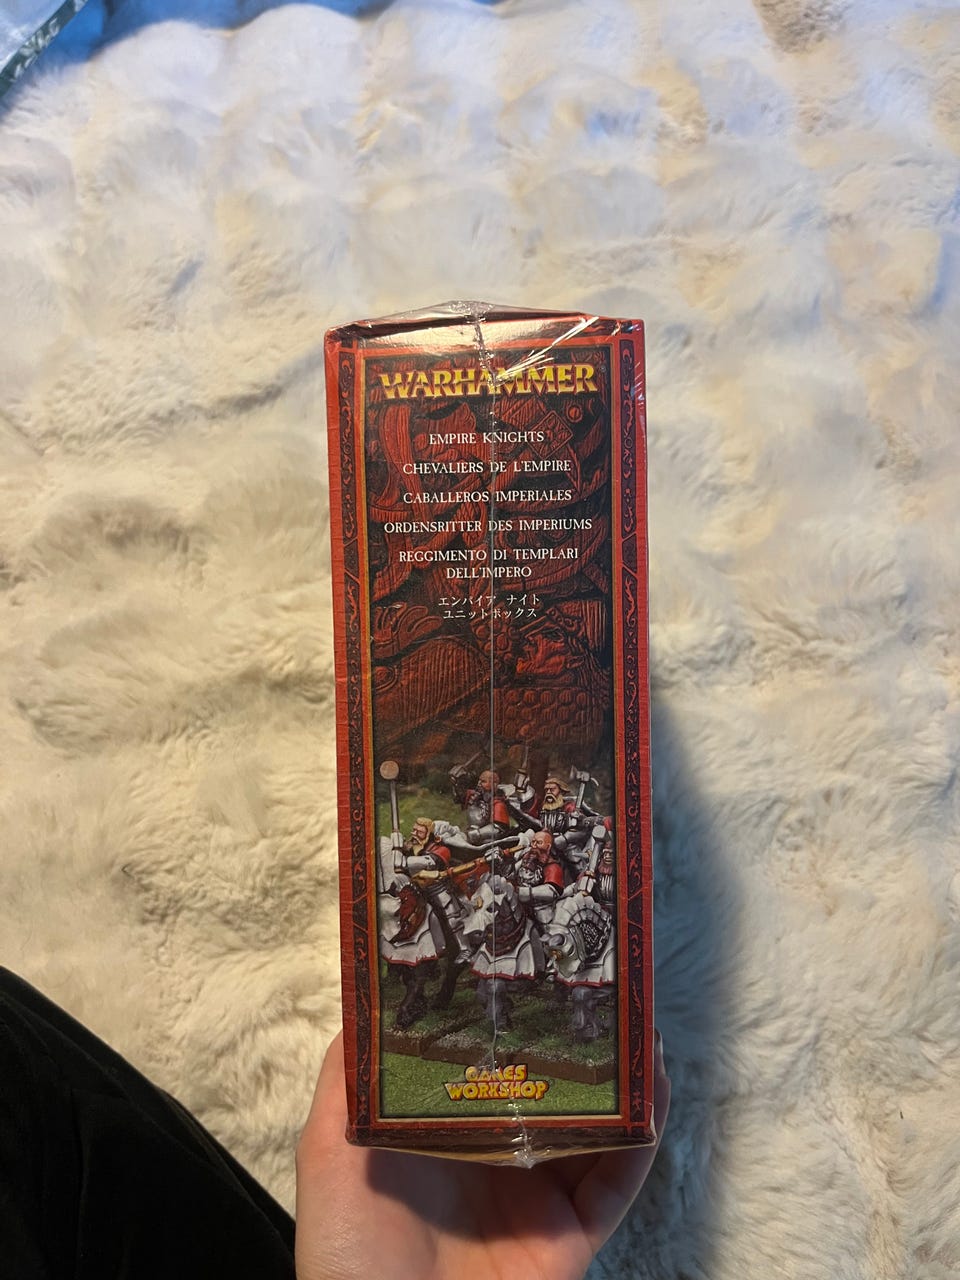 WARHAMMER®
EMPIRE KNIGHTS
CHEVALIERS DE L'EMPIRE
CABALLEROS IMPERIALES
ORDENSRITTER DES IMPERIUMS
REGGIMENTO DI TEMPLARI
DELL'IMPERO
エンパイア ナイト
ユニットボックス
GAMES
WORKSHOP